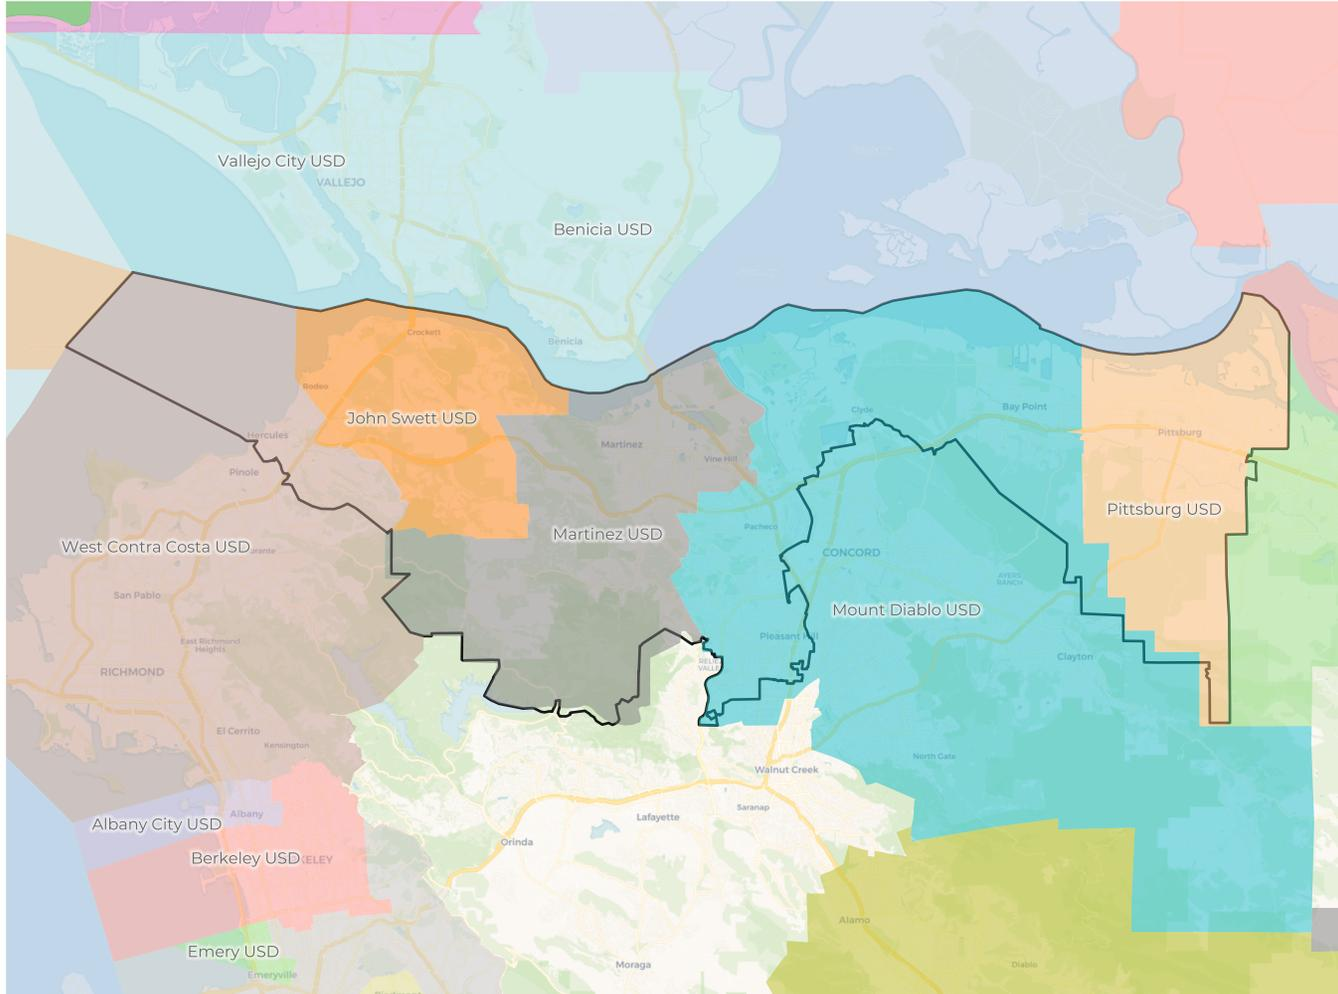 Vallejo City USD
VALLEJO
Benicia USD
Crockett
Benicia
Rodeo
John Swett USD
Clyde
Bay Point
Hercules
Martinez
Pittsburg
Pinole
Vine Hill
Pittsburg USD
Pacheco
Martinez USD
West Contra Costa USD
CONCORD
AYERS
RANCH
San Pablo
Mount Diablo USD
East Richmond
Heights
Pleasant Hill
Clayton
RICHMOND
El Cerrito
Kensington
North Gate
Walnut Creek
Saranap
Albany
Lafayette
Albany City USD
Orinda
Berkeley USD
KELEY
Alamo
Emery USD
Moraga
Diablo
Emeryville